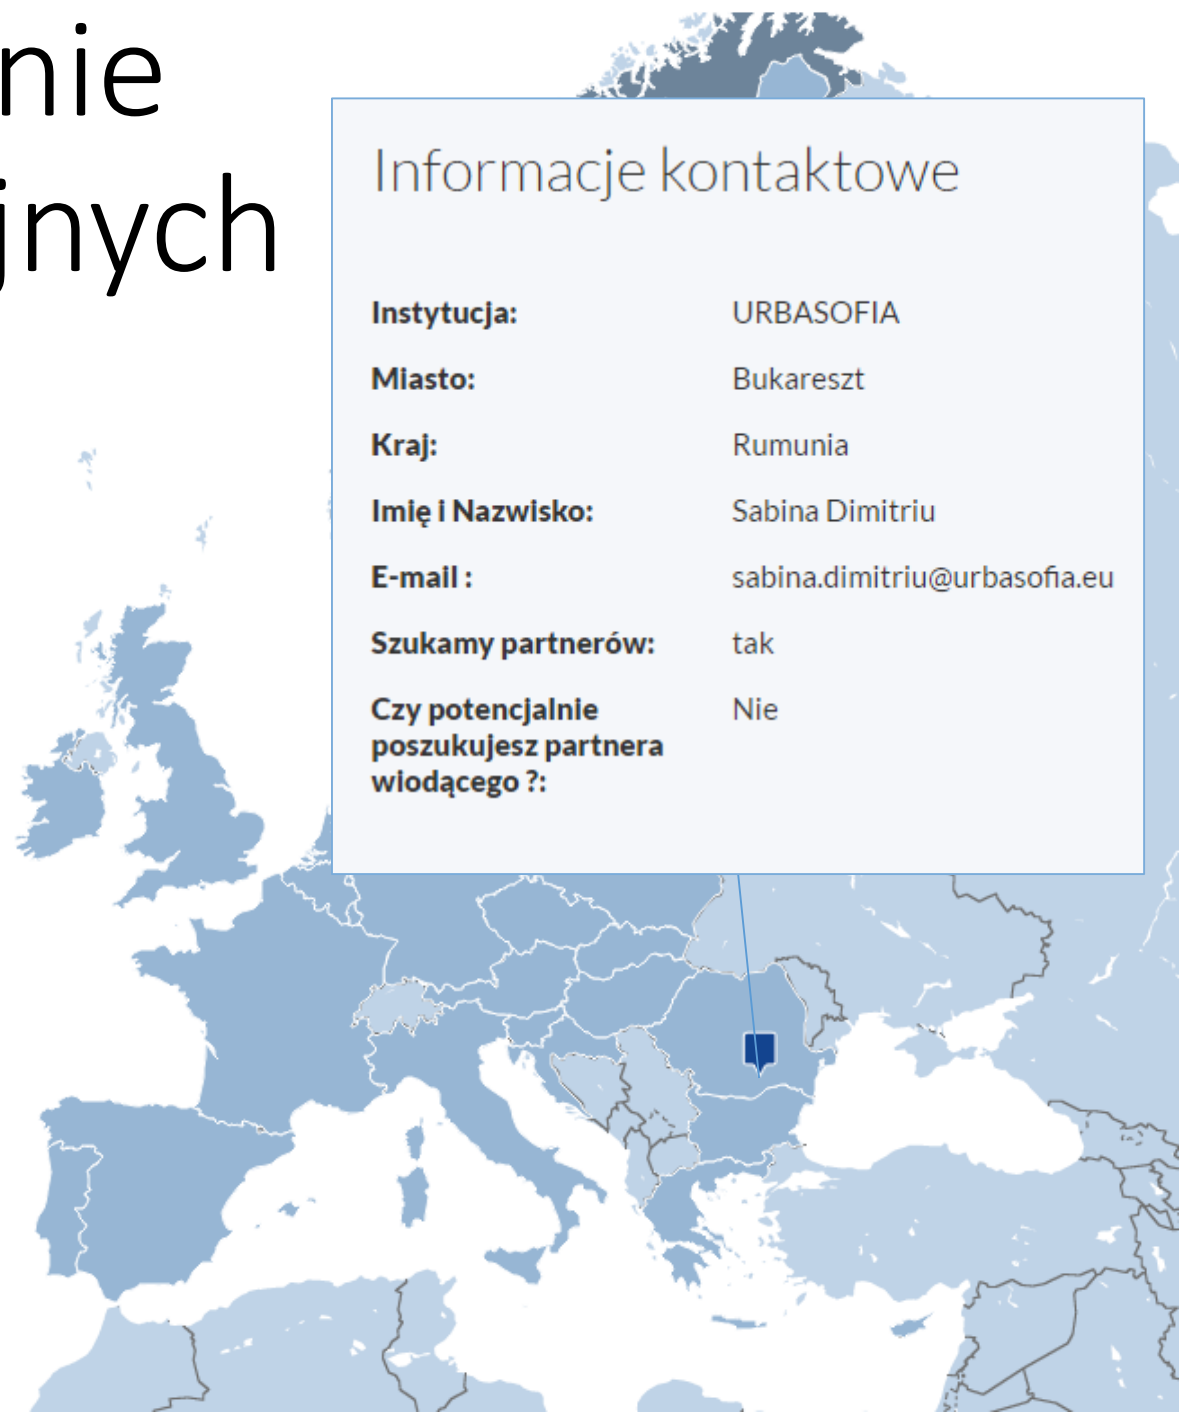 nie
jnych
Informacje kontaktowe
Instytucja: URBASOFIA
Miasto: Bukareszt
Kraj: Rumunia
Imię i Nazwisko: Sabina Dimitriu
E-mail : sabina.dimitriu@urbasofia.eu
Szukamy partnerów: tak
Czy potencjalnie Nie
poszukujesz partnera
wiodącego ?: